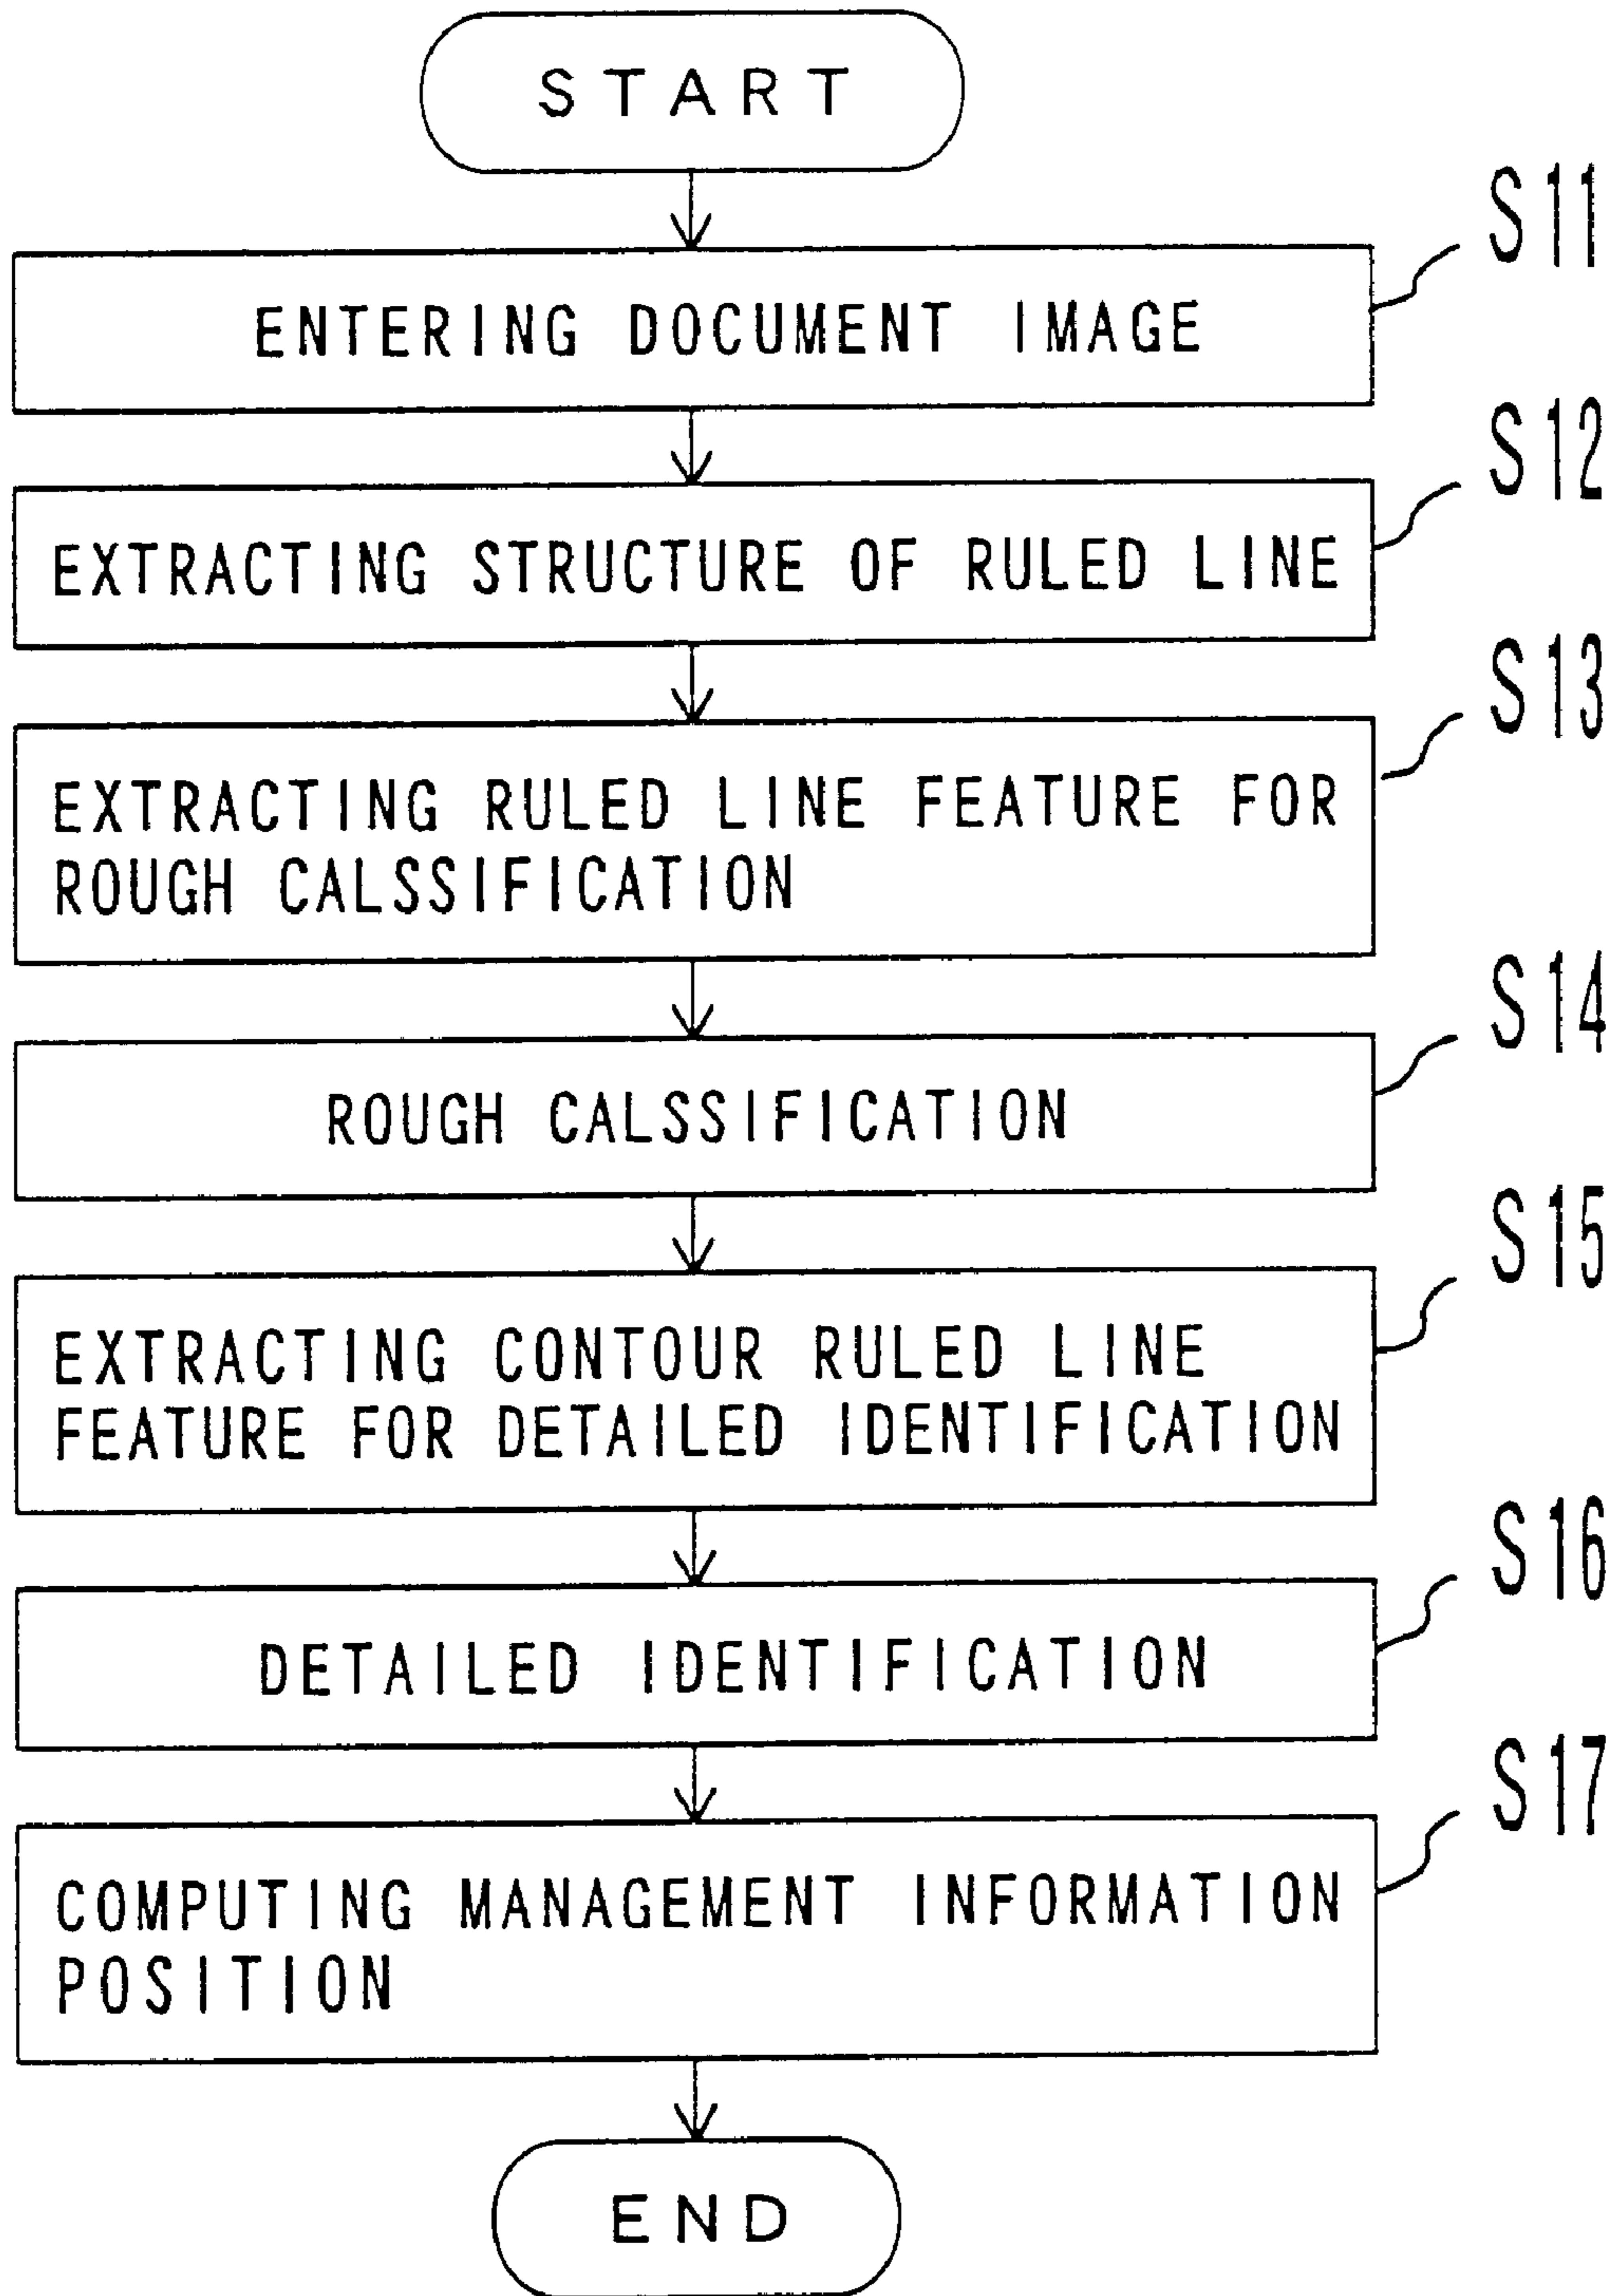 START
S11
ENTERING DOCUMENT IMAGE
S12
EXTRACTING STRUCTURE OF RULED LINE
S13
EXTRACTING RULED LINE FEATURE FOR
ROUGH CALSSIFICATION
S14
ROUGH CALSSIFICATION
S15
EXTRACTING CONTOUR RULED LINE
FEATURE FOR DETAILED IDENTIFICATION
S16
DETAILED IDENTIFICATION
S17
COMPUTING MANAGEMENT INFORMATION
POSITION
END